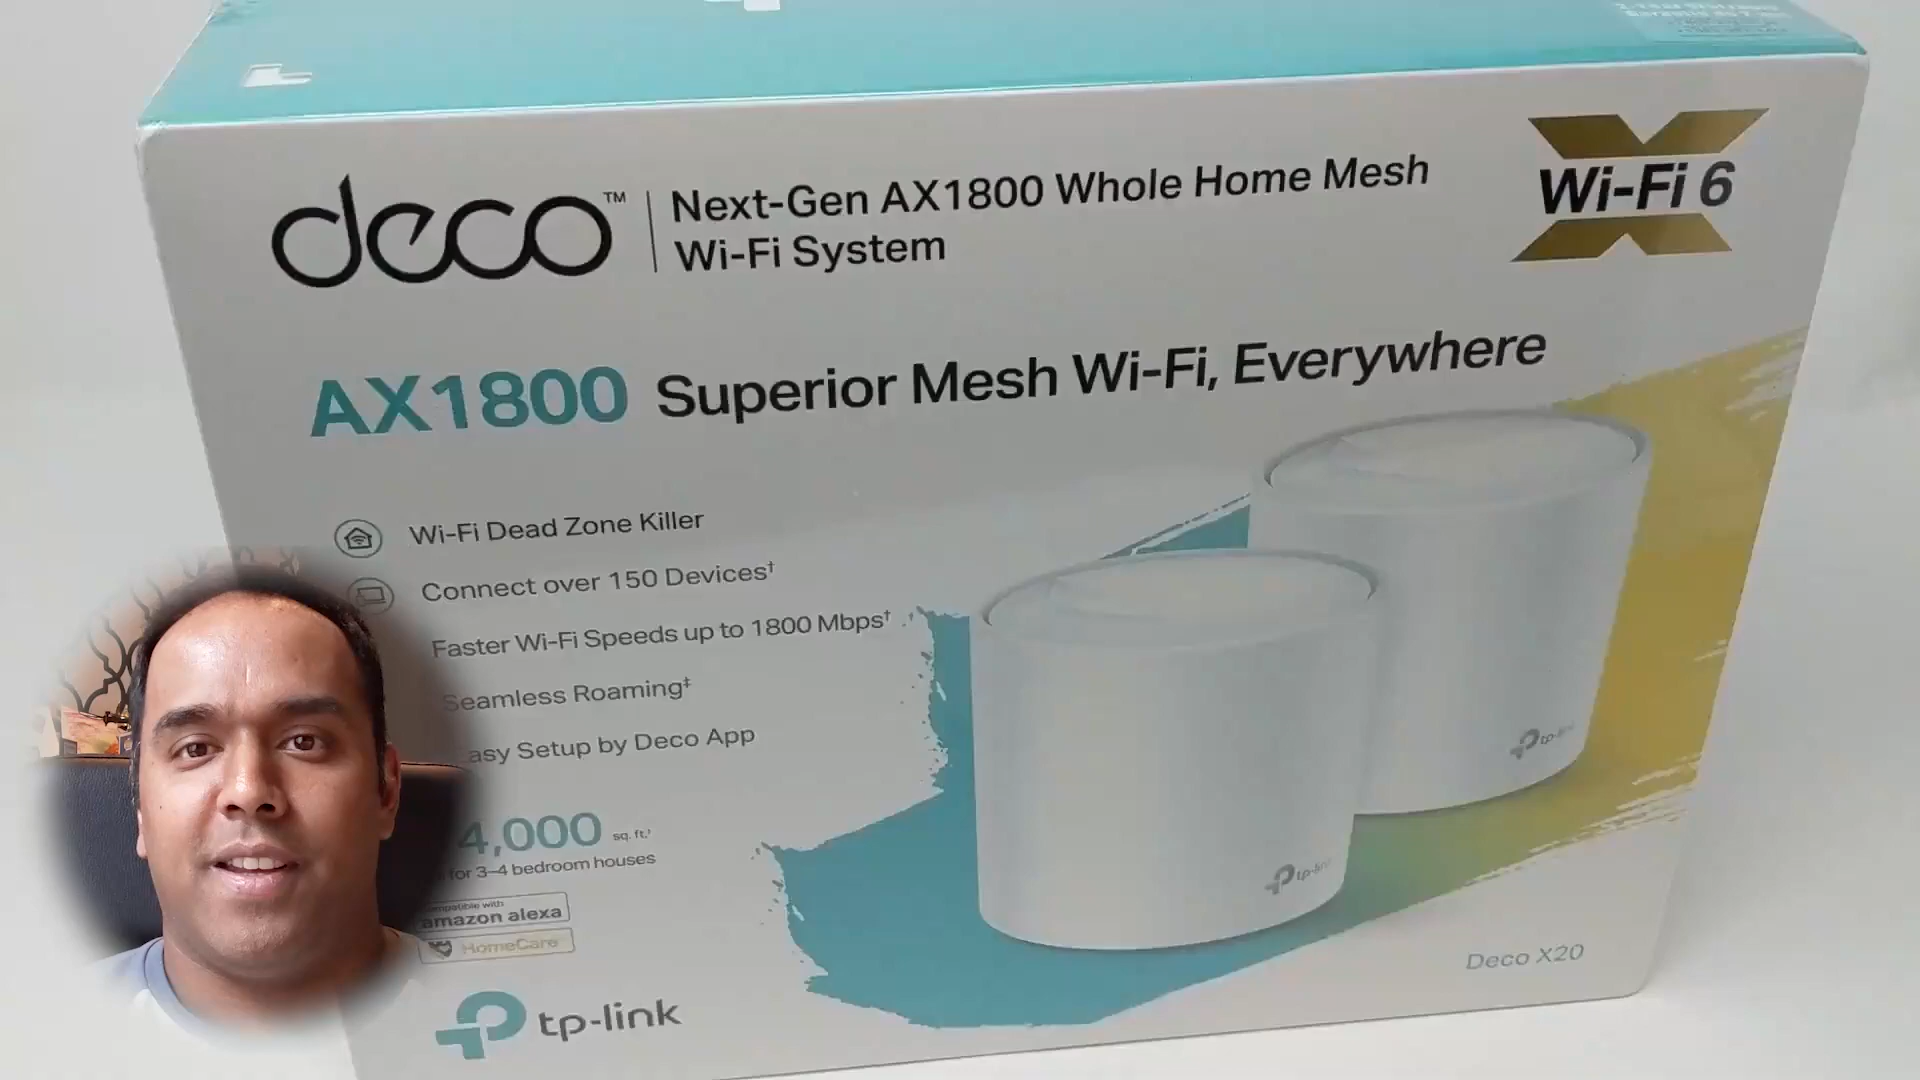 deco™
Next-Gen AX1800 Whole Home Mesh
Wi-Fi System
Wi-Fi 6
AX1800 Superior Mesh Wi-Fi, Everywhere
Wi-Fi Dead Zone Killer
Connect over 150 Devices†
Faster Wi-Fi Speeds up to 1800 Mbps†
Seamless Roaming‡
asy Setup by Deco App
4,000 sq. ft.†
for 3–4 bedroom houses
with
amazon alexa
HomeCare
tp-link
tp-link
tp-link
Deco X20